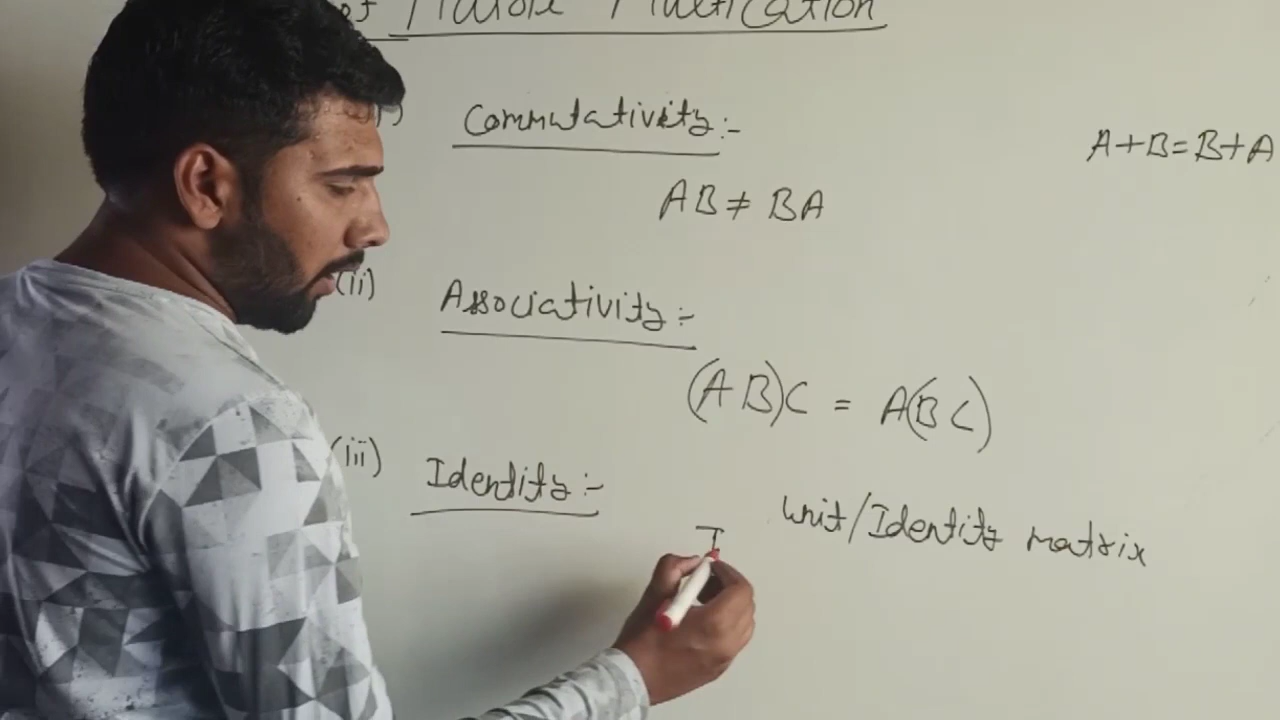 of Matrix Multiplication
Commutativity:-
A+B=B+A
AB ≠ BA
(ii) Associativity:-
(AB)C = A(BC)
(iii) Identity:-
Unit/Identity matrix
I